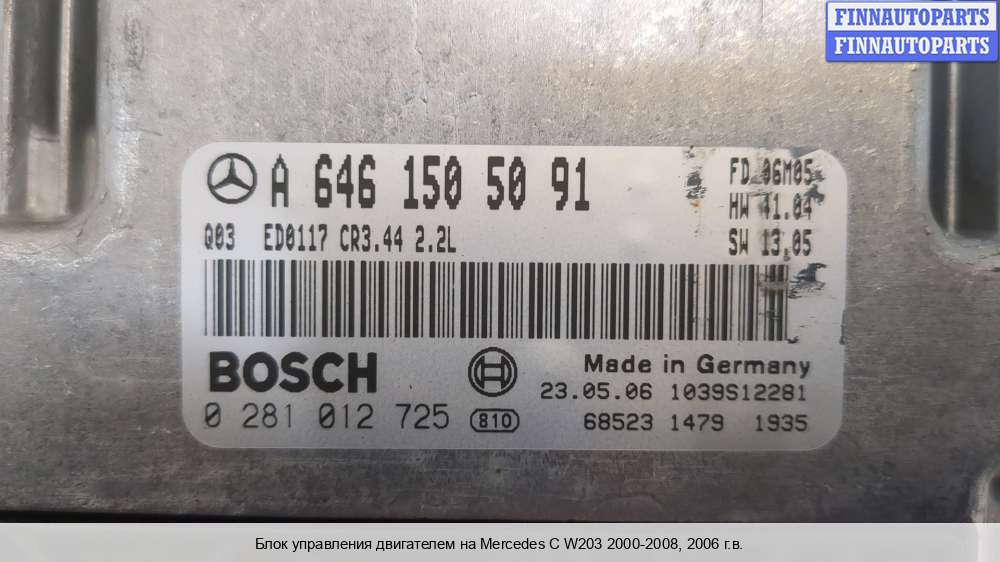 FINNAUTOPARTS
FINNAUTOPARTS
A 646 150 50 91
FD 06M05
HW 41.04
Q03 ED0117 CR3.44 2.2L
SW 13.05
BOSCH
Made in Germany
23.05.06 1039S12281
0 281 012 725 810
68523 1479 1935
Блок управления двигателем на Mercedes C W203 2000-2008, 2006 г.в.